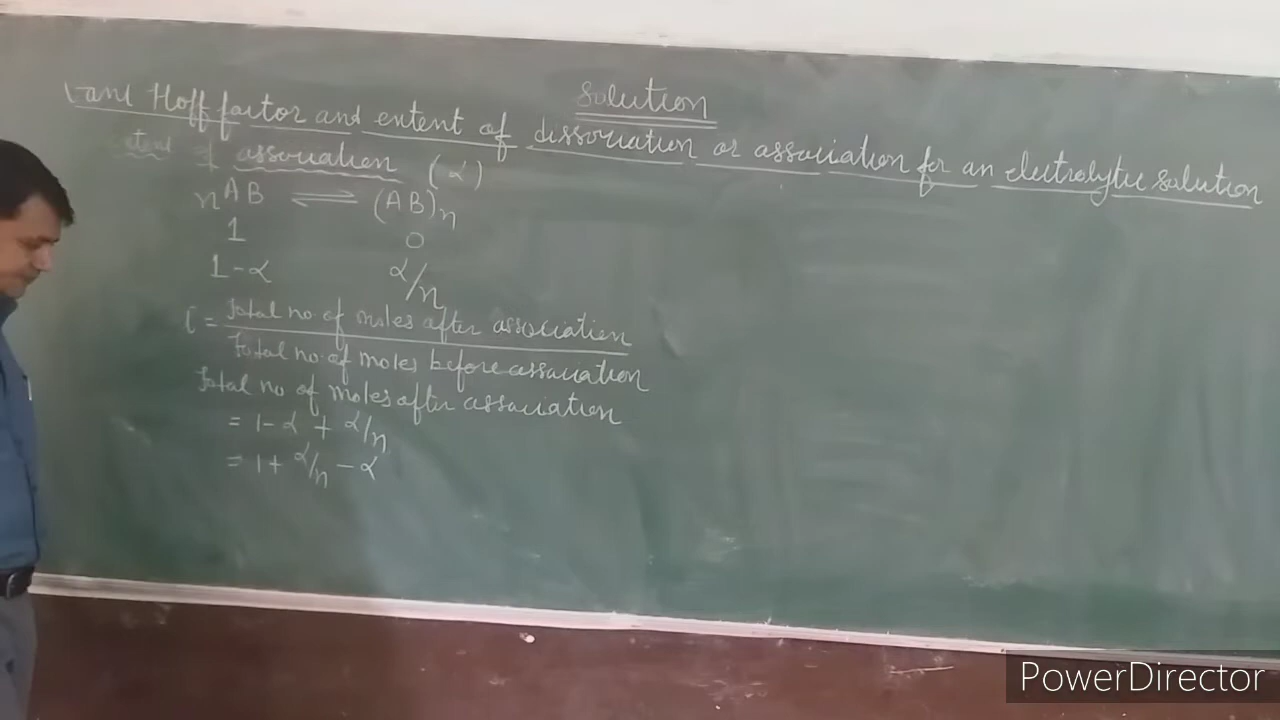 Solution
Vant Hoff factor and extent of dissociation or association for an electrolytic solution
extent of association (α)
nAB ⇌ (AB)n
1 0
1-α α/n
i = Total no of moles after association
Total no of moles before association
Total no of moles after association
= 1-α + α/n
= 1+ α/n - α
PowerDirector